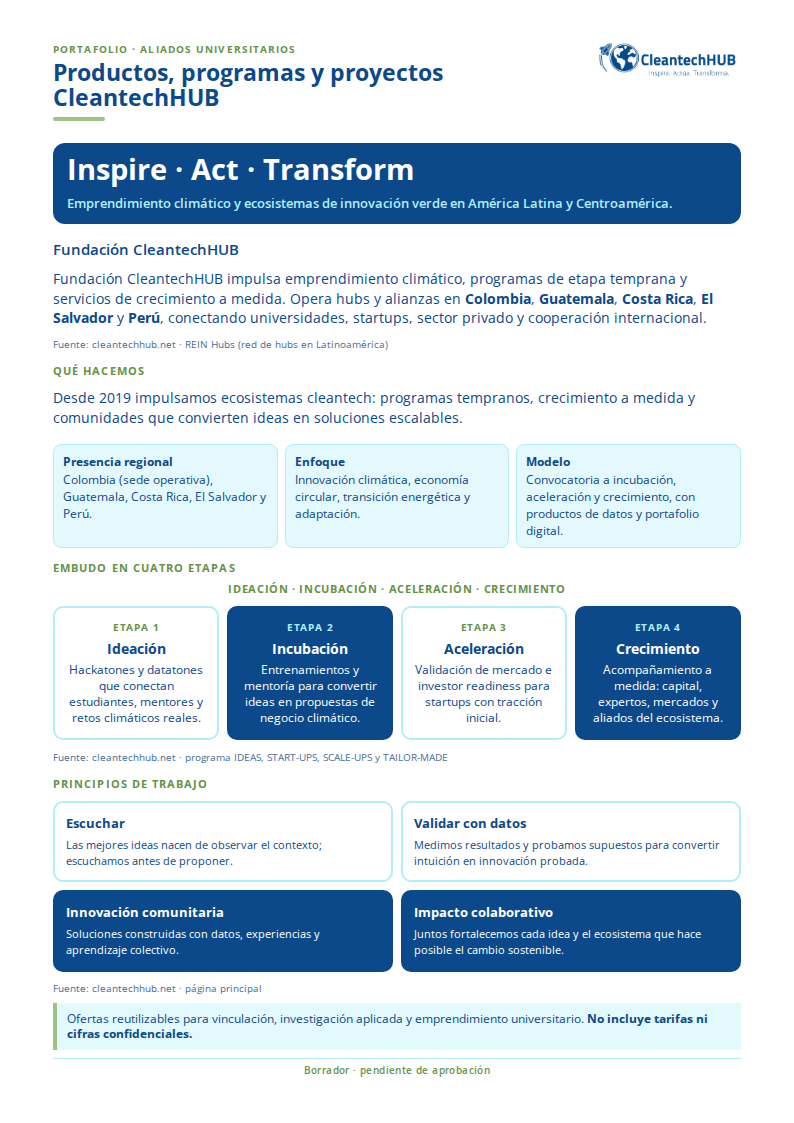 PORTAFOLIO · ALIADOS UNIVERSITARIOS
Productos, programas y proyectos
CleantechHUB
CleantechHUB
Inspire. Actúa. Transforma.
Inspire · Act · Transform
Emprendimiento climático y ecosistemas de innovación verde en América Latina y Centroamérica.
Fundación CleantechHUB
Fundación CleantechHUB impulsa emprendimiento climático, programas de etapa temprana y
servicios de crecimiento a medida. Opera hubs y alianzas en Colombia, Guatemala, Costa Rica, El
Salvador y Perú, conectando universidades, startups, sector privado y cooperación internacional.
Fuente: cleantechhub.net · REIN Hubs (red de hubs en Latinoamérica)
QUÉ HACEMOS
Desde 2019 impulsamos ecosistemas cleantech: programas tempranos, crecimiento a medida y
comunidades que convierten ideas en soluciones escalables.
Presencia regional
Colombia (sede operativa),
Guatemala, Costa Rica, El Salvador y
Perú.
Enfoque
Innovación climática, economía
circular, transición energética y
adaptación.
Modelo
Convocatoria a incubación,
aceleración y crecimiento, con
productos de datos y portafolio
digital.
EMBUDO EN CUATRO ETAPAS
IDEACIÓN · INCUBACIÓN · ACELERACIÓN · CRECIMIENTO
ETAPA 1
Ideación
Hackatones y datatones
que conectan
estudiantes, mentores y
retos climáticos reales.
ETAPA 2
Incubación
Entrenamientos y
mentoría para convertir
ideas en propuestas de
negocio climático.
ETAPA 3
Aceleración
Validación de mercado e
investor readiness para
startups con tracción
inicial.
ETAPA 4
Crecimiento
Acompañamiento a
medida: capital,
expertos, mercados y
aliados del ecosistema.
Fuente: cleantechhub.net · programa IDEAS, START-UPS, SCALE-UPS y TAILOR-MADE
PRINCIPIOS DE TRABAJO
Escuchar
Las mejores ideas nacen de observar el contexto;
escuchamos antes de proponer.
Validar con datos
Medimos resultados y probamos supuestos para convertir
intuición en innovación probada.
Innovación comunitaria
Soluciones construidas con datos, experiencias y
aprendizaje colectivo.
Impacto colaborativo
Juntos fortalecemos cada idea y el ecosistema que hace
posible el cambio sostenible.
Fuente: cleantechhub.net · página principal
Ofertas reutilizables para vinculación, investigación aplicada y emprendimiento universitario. No incluye tarifas ni
cifras confidenciales.
Borrador · pendiente de aprobación